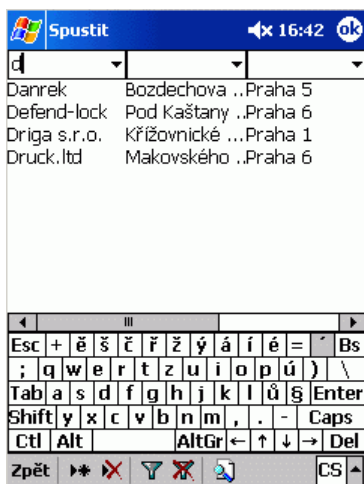 Spustit 16:42 ok
d
Danrek Bozdechova ..Praha 5
Defend-lock Pod Kaštany ..Praha 6
Driga s.r.o. Křížovnické ...Praha 1
Druck.ltd Makovského ..Praha 6
Esc + ě š č ř ž ý á í é = ´ Bs
; q w e r t z u i o p ú ) \
Tab a s d f g h j k l ů § Enter
Shift y x c v b n m , . - Caps
Ctl Alt AltGr ← ↑ ↓ → Del
Zpět CS